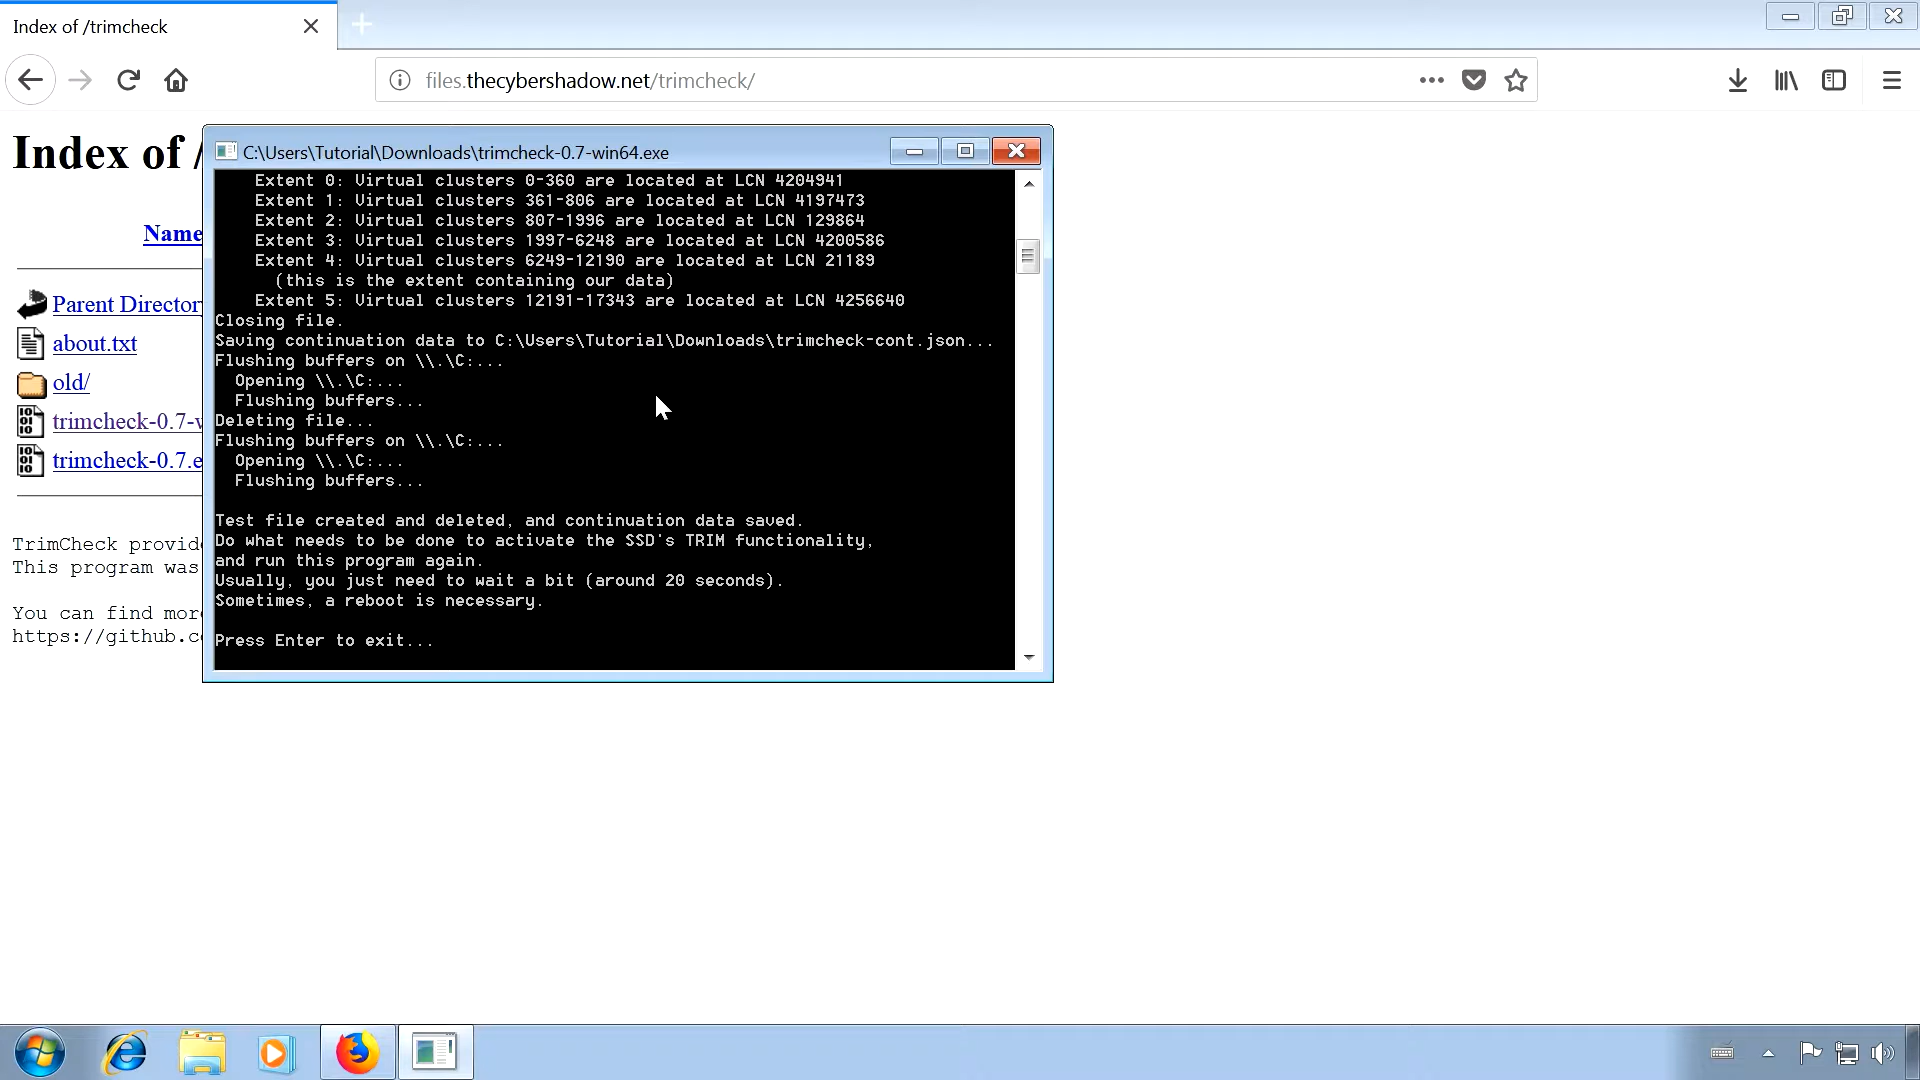 Index of /trimcheck
files.thecybershadow.net/trimcheck/
Index of /
Name
Parent Directory
about.txt
old/
trimcheck-0.7-w
trimcheck-0.7.e
TrimCheck provide
This program was
You can find more
https://github.co
C:\Users\Tutorial\Downloads\trimcheck-0.7-win64.exe
Extent 0: Virtual clusters 0-360 are located at LCN 4204941
Extent 1: Virtual clusters 361-806 are located at LCN 4197473
Extent 2: Virtual clusters 807-1996 are located at LCN 129864
Extent 3: Virtual clusters 1997-6248 are located at LCN 4200586
Extent 4: Virtual clusters 6249-12190 are located at LCN 21189
(this is the extent containing our data)
Extent 5: Virtual clusters 12191-17343 are located at LCN 4256640
Closing file.
Saving continuation data to C:\Users\Tutorial\Downloads\trimcheck-cont.json...
Flushing buffers on \\.\C:...
Opening \\.\C:...
Flushing buffers...
Deleting file...
Flushing buffers on \\.\C:...
Opening \\.\C:...
Flushing buffers...
Test file created and deleted, and continuation data saved.
Do what needs to be done to activate the SSD's TRIM functionality,
and run this program again.
Usually, you just need to wait a bit (around 20 seconds).
Sometimes, a reboot is necessary.
Press Enter to exit...